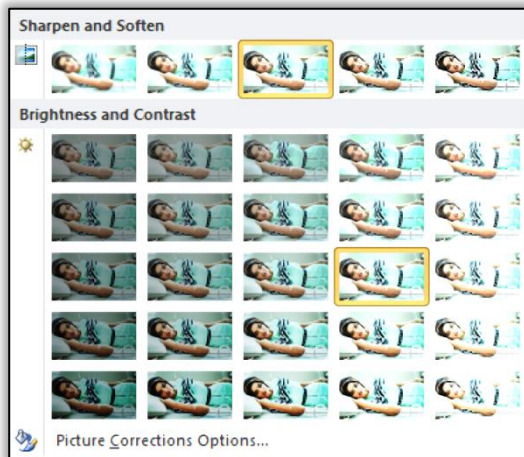 Sharpen and Soften
Brightness and Contrast
Picture Corrections Options...